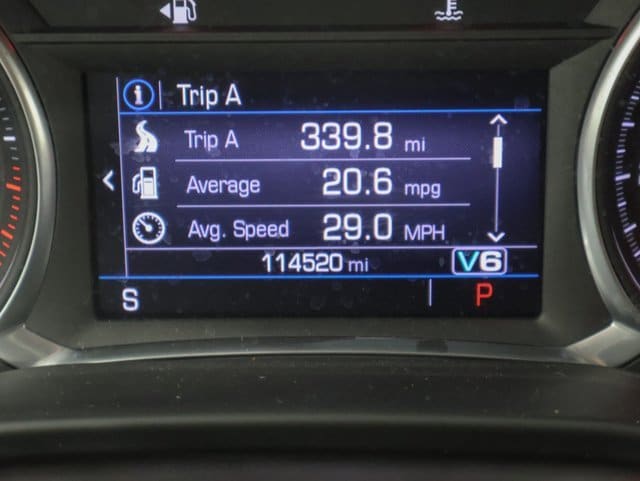 Trip A
Trip A 339.8 mi
Average 20.6 mpg
Avg. Speed 29.0 MPH
114520 mi V6
S P